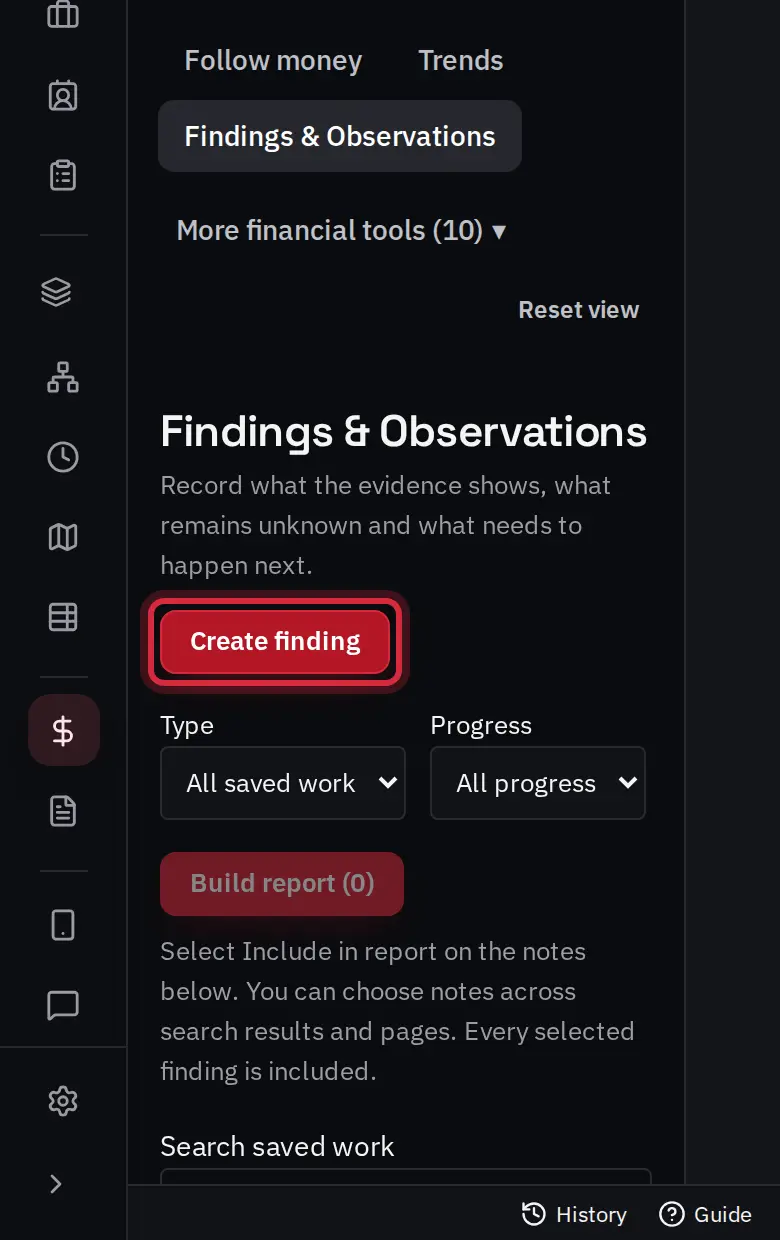 Follow money Trends
Findings & Observations
More financial tools (10) ▾
Reset view
Findings & Observations
Record what the evidence shows, what
remains unknown and what needs to
happen next.
Create finding
Type Progress
All saved work All progress
Build report (0)
Select Include in report on the notes
below. You can choose notes across
search results and pages. Every selected
finding is included.
Search saved work
History Guide